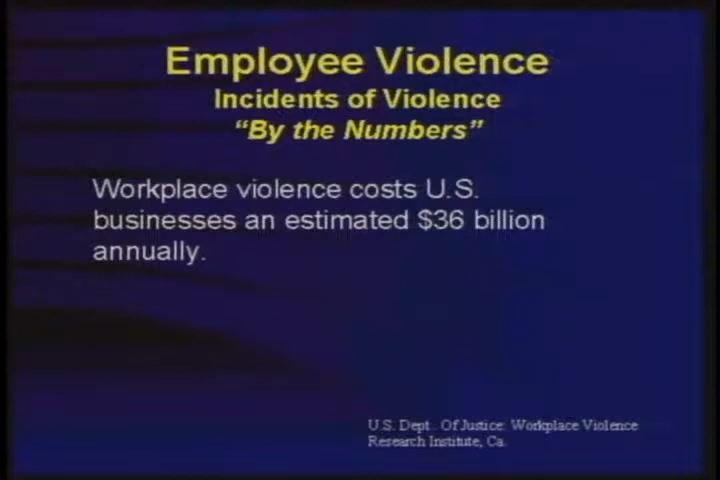 Employee Violence
Incidents of Violence
“By the Numbers”
Workplace violence costs U.S.
businesses an estimated $36 billion
annually.
U.S. Dept. Of Justice: Workplace Violence
Research Institute, Ca.